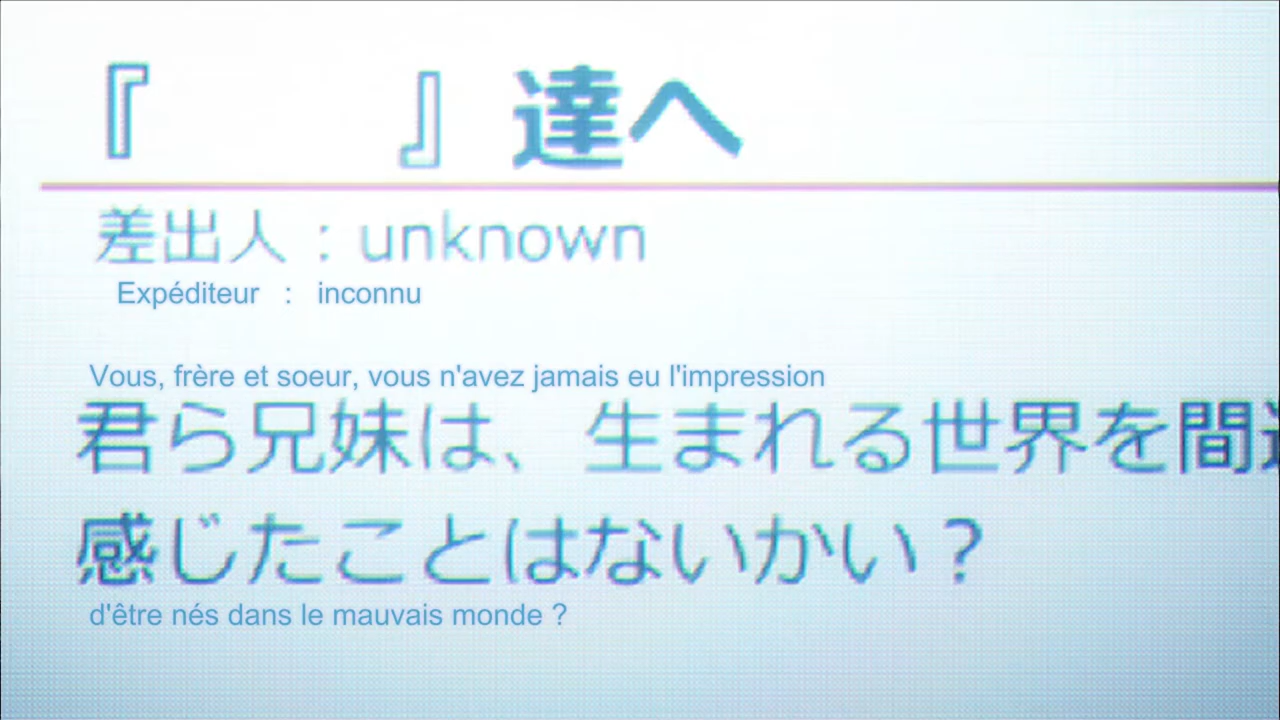 『　　』達へ
差出人：unknown
Expéditeur : inconnu
Vous, frère et soeur, vous n'avez jamais eu l'impression
君ら兄妹は、生まれる世界を間
感じたことはないかい？
d'être nés dans le mauvais monde ?